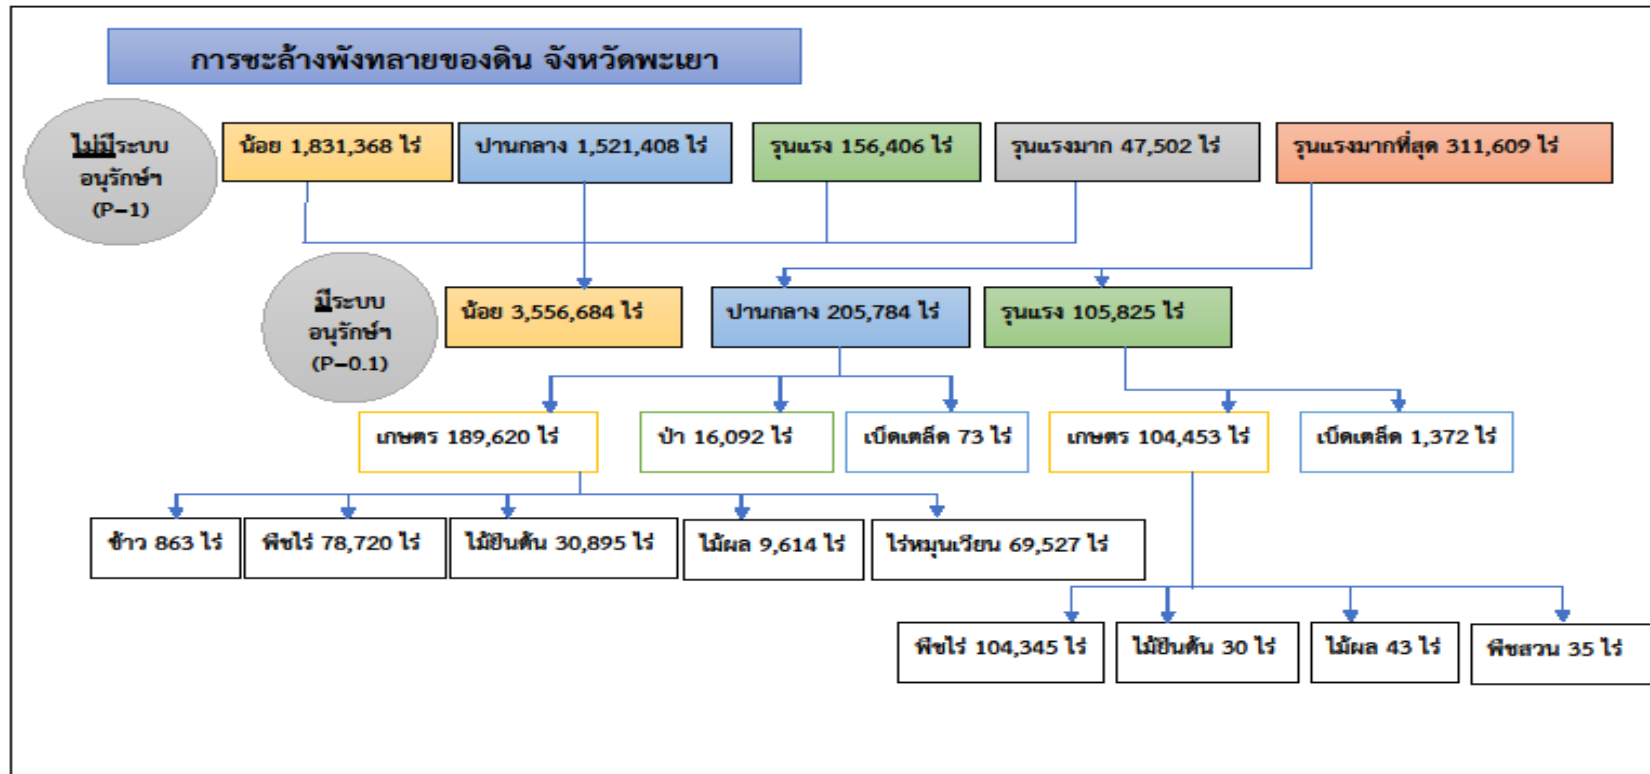 การชะล้างพังทลายของดิน จังหวัดพะเยา
ไม่มีระบบ
อนุรักษ์ฯ
(P–1)
น้อย 1,831,368 ไร่
ปานกลาง 1,521,408 ไร่
รุนแรง 156,406 ไร่
รุนแรงมาก 47,502 ไร่
รุนแรงมากที่สุด 311,609 ไร่
มีระบบ
อนุรักษ์ฯ
(P–0.1)
น้อย 3,556,684 ไร่
ปานกลาง 205,784 ไร่
รุนแรง 105,825 ไร่
เกษตร 189,620 ไร่
ป่า 16,092 ไร่
เบ็ดเตล็ด 73 ไร่
เกษตร 104,453 ไร่
เบ็ดเตล็ด 1,372 ไร่
ข้าว 863 ไร่
พืชไร่ 78,720 ไร่
ไม้ยืนต้น 30,895 ไร่
ไม้ผล 9,614 ไร่
ไร่หมุนเวียน 69,527 ไร่
พืชไร่ 104,345 ไร่
ไม้ยืนต้น 30 ไร่
ไม้ผล 43 ไร่
พืชสวน 35 ไร่